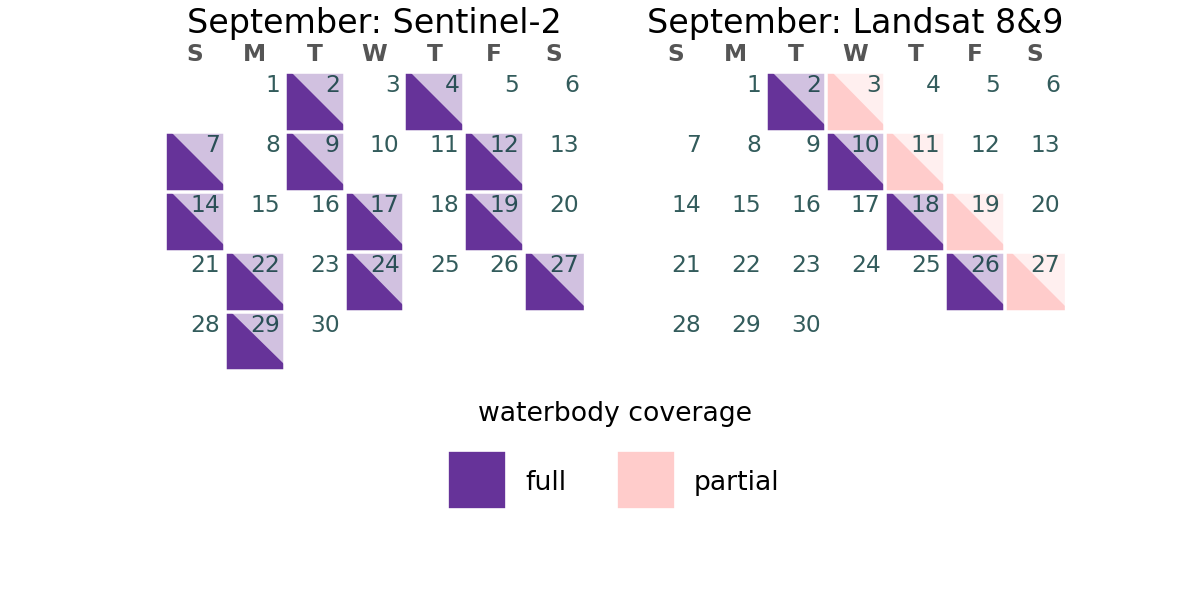 September: Sentinel-2
S M T W T F S
1 2 3 4 5 6
7 8 9 10 11 12 13
14 15 16 17 18 19 20
21 22 23 24 25 26 27
28 29 30
September: Landsat 8&9
S M T W T F S
1 2 3 4 5 6
7 8 9 10 11 12 13
14 15 16 17 18 19 20
21 22 23 24 25 26 27
28 29 30
waterbody coverage
full partial